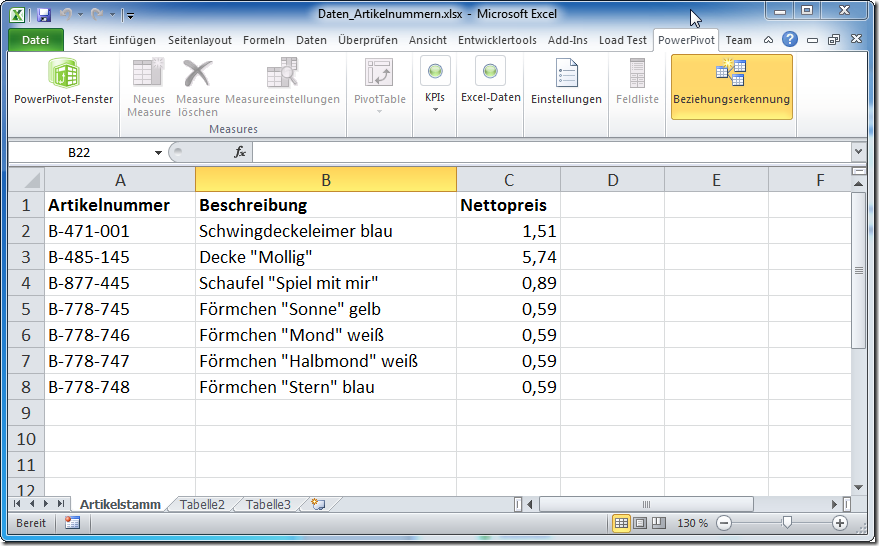 Daten_Artikelnummern.xlsx - Microsoft Excel
Datei Start Einfügen Seitenlayout Formeln Daten Überprüfen Ansicht Entwicklertools Add-Ins Load Test PowerPivot Team
PowerPivot-Fenster Neues Measure Measure löschen Measureeinstellungen PivotTable KPIs Excel-Daten Einstellungen Feldliste Beziehungserkennung
Measures
B22 fx
A B C D E F
1 Artikelnummer Beschreibung Nettopreis
2 B-471-001 Schwingdeckeleimer blau 1,51
3 B-485-145 Decke "Mollig" 5,74
4 B-877-445 Schaufel "Spiel mit mir" 0,89
5 B-778-745 Förmchen "Sonne" gelb 0,59
6 B-778-746 Förmchen "Mond" weiß 0,59
7 B-778-747 Förmchen "Halbmond" weiß 0,59
8 B-778-748 Förmchen "Stern" blau 0,59
9
10
11
12
Artikelstamm Tabelle2 Tabelle3
Bereit 130 %